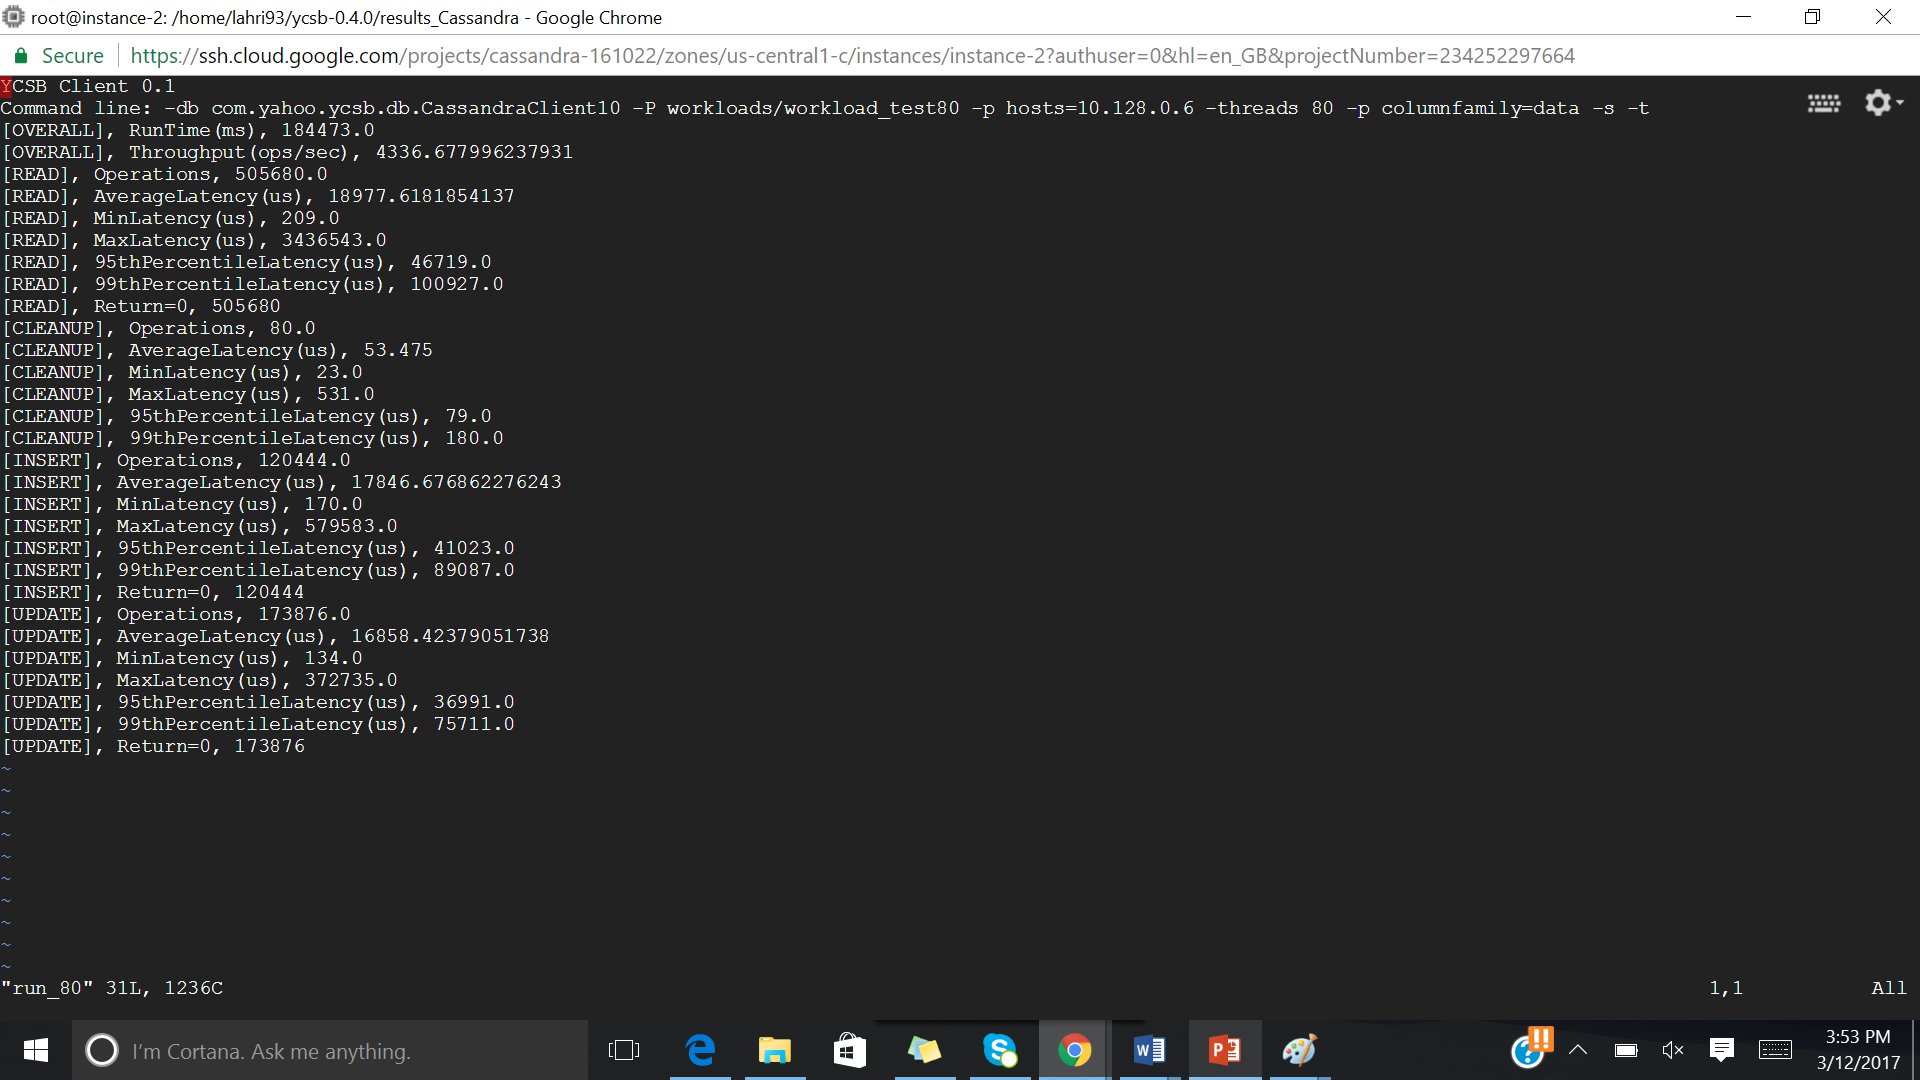 root@instance-2: /home/lahri93/ycsb-0.4.0/results_Cassandra - Google Chrome
Secure https://ssh.cloud.google.com/projects/cassandra-161022/zones/us-central1-c/instances/instance-2?authuser=0&hl=en_GB&projectNumber=234252297664
YCSB Client 0.1
Command line: -db com.yahoo.ycsb.db.CassandraClient10 -P workloads/workload_test80 -p hosts=10.128.0.6 -threads 80 -p columnfamily=data -s -t
[OVERALL], RunTime(ms), 184473.0
[OVERALL], Throughput(ops/sec), 4336.677996237931
[READ], Operations, 505680.0
[READ], AverageLatency(us), 18977.6181854137
[READ], MinLatency(us), 209.0
[READ], MaxLatency(us), 3436543.0
[READ], 95thPercentileLatency(us), 46719.0
[READ], 99thPercentileLatency(us), 100927.0
[READ], Return=0, 505680
[CLEANUP], Operations, 80.0
[CLEANUP], AverageLatency(us), 53.475
[CLEANUP], MinLatency(us), 23.0
[CLEANUP], MaxLatency(us), 531.0
[CLEANUP], 95thPercentileLatency(us), 79.0
[CLEANUP], 99thPercentileLatency(us), 180.0
[INSERT], Operations, 120444.0
[INSERT], AverageLatency(us), 17846.676862276243
[INSERT], MinLatency(us), 170.0
[INSERT], MaxLatency(us), 579583.0
[INSERT], 95thPercentileLatency(us), 41023.0
[INSERT], 99thPercentileLatency(us), 89087.0
[INSERT], Return=0, 120444
[UPDATE], Operations, 173876.0
[UPDATE], AverageLatency(us), 16858.42379051738
[UPDATE], MinLatency(us), 134.0
[UPDATE], MaxLatency(us), 372735.0
[UPDATE], 95thPercentileLatency(us), 36991.0
[UPDATE], 99thPercentileLatency(us), 75711.0
[UPDATE], Return=0, 173876
~
~
~
~
~
~
~
~
~
~
"run_80" 31L, 1236C 1,1 All
I'm Cortana. Ask me anything.
3:53 PM
3/12/2017